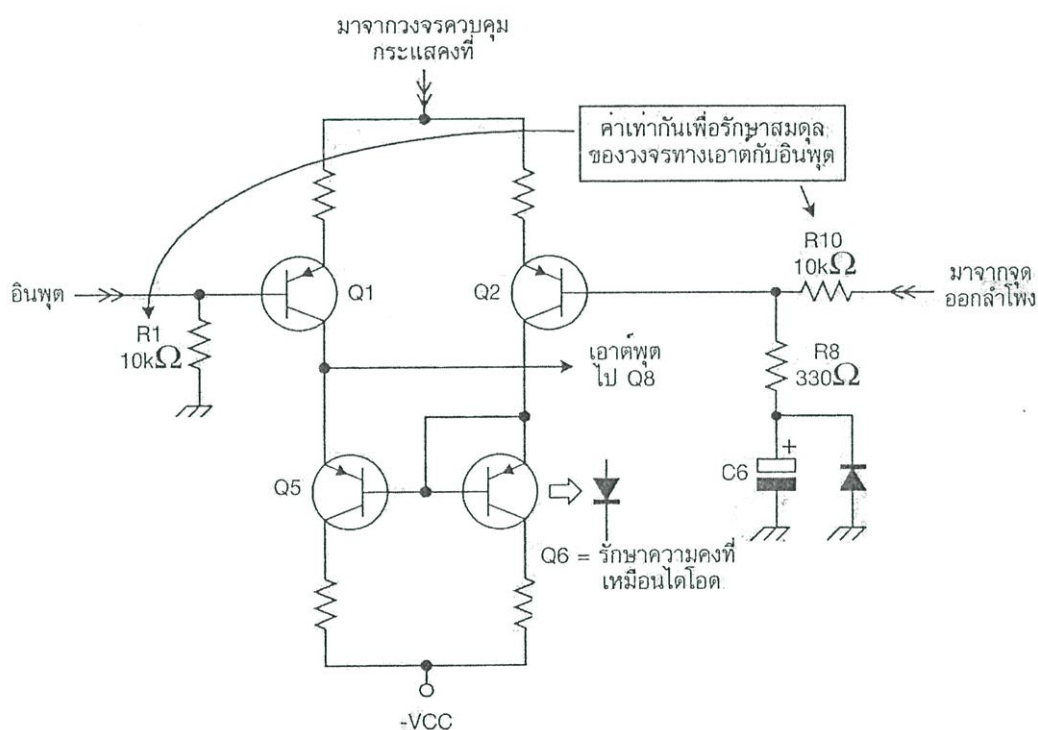 มาจากวงจรควบคุม
กระแสคงที่
ค่าเท่ากันเพื่อรักษาสมดุล
ของวงจรทางเอาต์กับอินพุต
อินพุต
R1
10kΩ
Q1
Q2
R10
10kΩ
มาจากจุด
ออกลำโพง
เอาต์พุต
ไป Q8
R8
330Ω
Q5
C6
+
Q6 = รักษาความคงที่
เหมือนไดโอด
-VCC